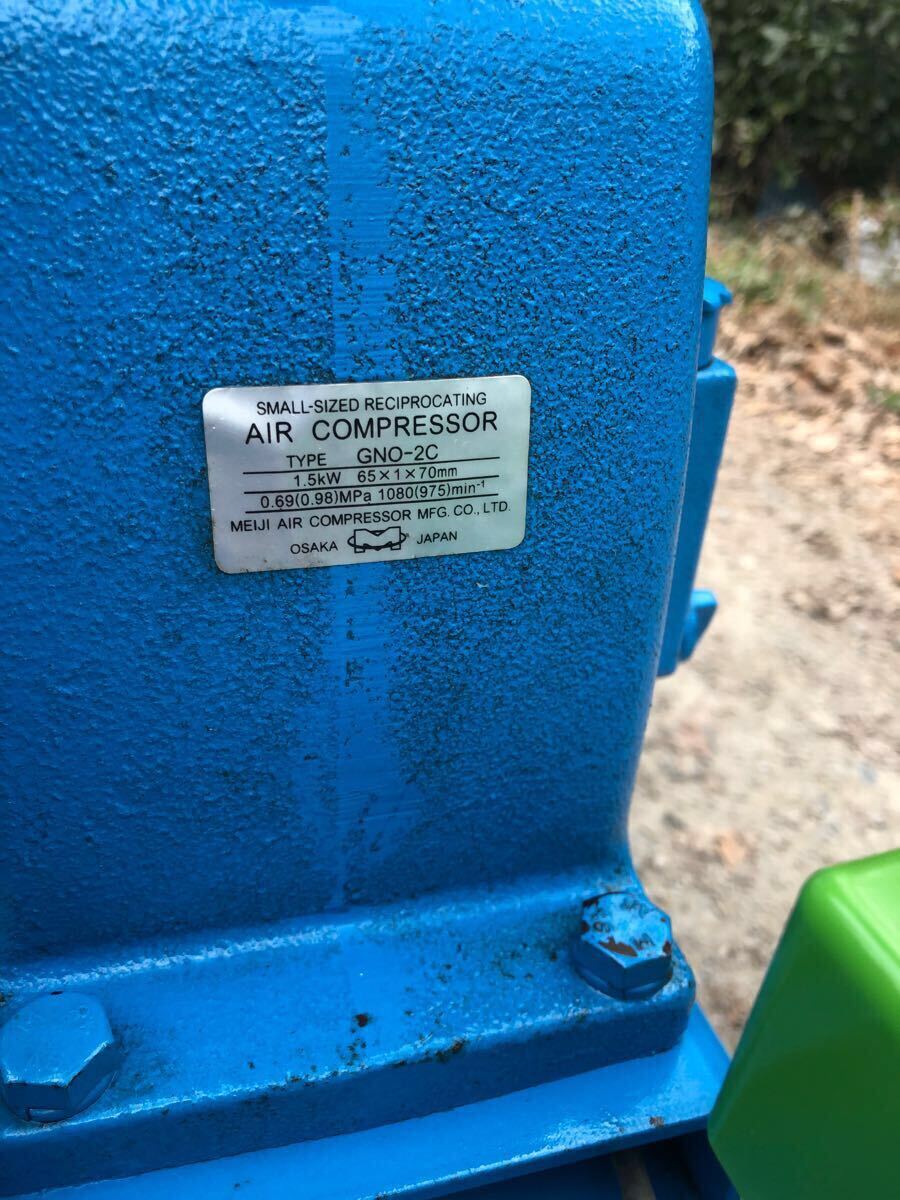 SMALL-SIZED RECIPROCATING
AIR COMPRESSOR
TYPE GNO-2C
1.5kW 65×1×70mm
0.69(0.98)MPa 1080(975)min⁻¹
MEIJI AIR COMPRESSOR MFG. CO., LTD.
OSAKA JAPAN